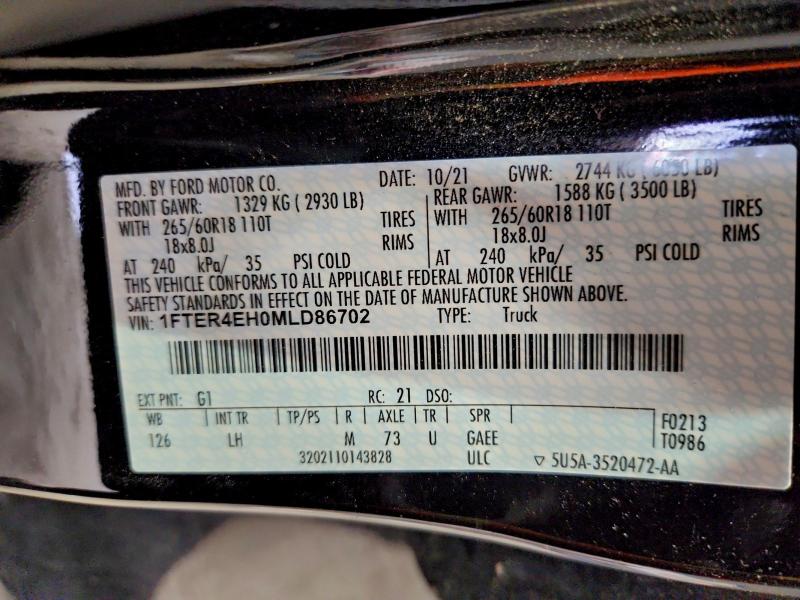 MFD. BY FORD MOTOR CO. DATE: 10/21 GVWR: 2744 KG ( 6050 LB)
FRONT GAWR: 1329 KG ( 2930 LB) REAR GAWR: 1588 KG ( 3500 LB)
WITH 265/60R18 110T TIRES WITH 265/60R18 110T TIRES
18x8.0J RIMS 18x8.0J RIMS
AT 240 kPa/ 35 PSI COLD AT 240 kPa/ 35 PSI COLD
THIS VEHICLE CONFORMS TO ALL APPLICABLE FEDERAL MOTOR VEHICLE
SAFETY STANDARDS IN EFFECT ON THE DATE OF MANUFACTURE SHOWN ABOVE.
VIN: 1FTER4EH0MLD86702 TYPE: Truck
EXT PNT: G1 RC: 21 DSO:
WB INT TR TP/PS R AXLE TR SPR F0213
126 LH M 73 U GAEE T0986
3202110143828 ULC ▽ 5U5A-3520472-AA